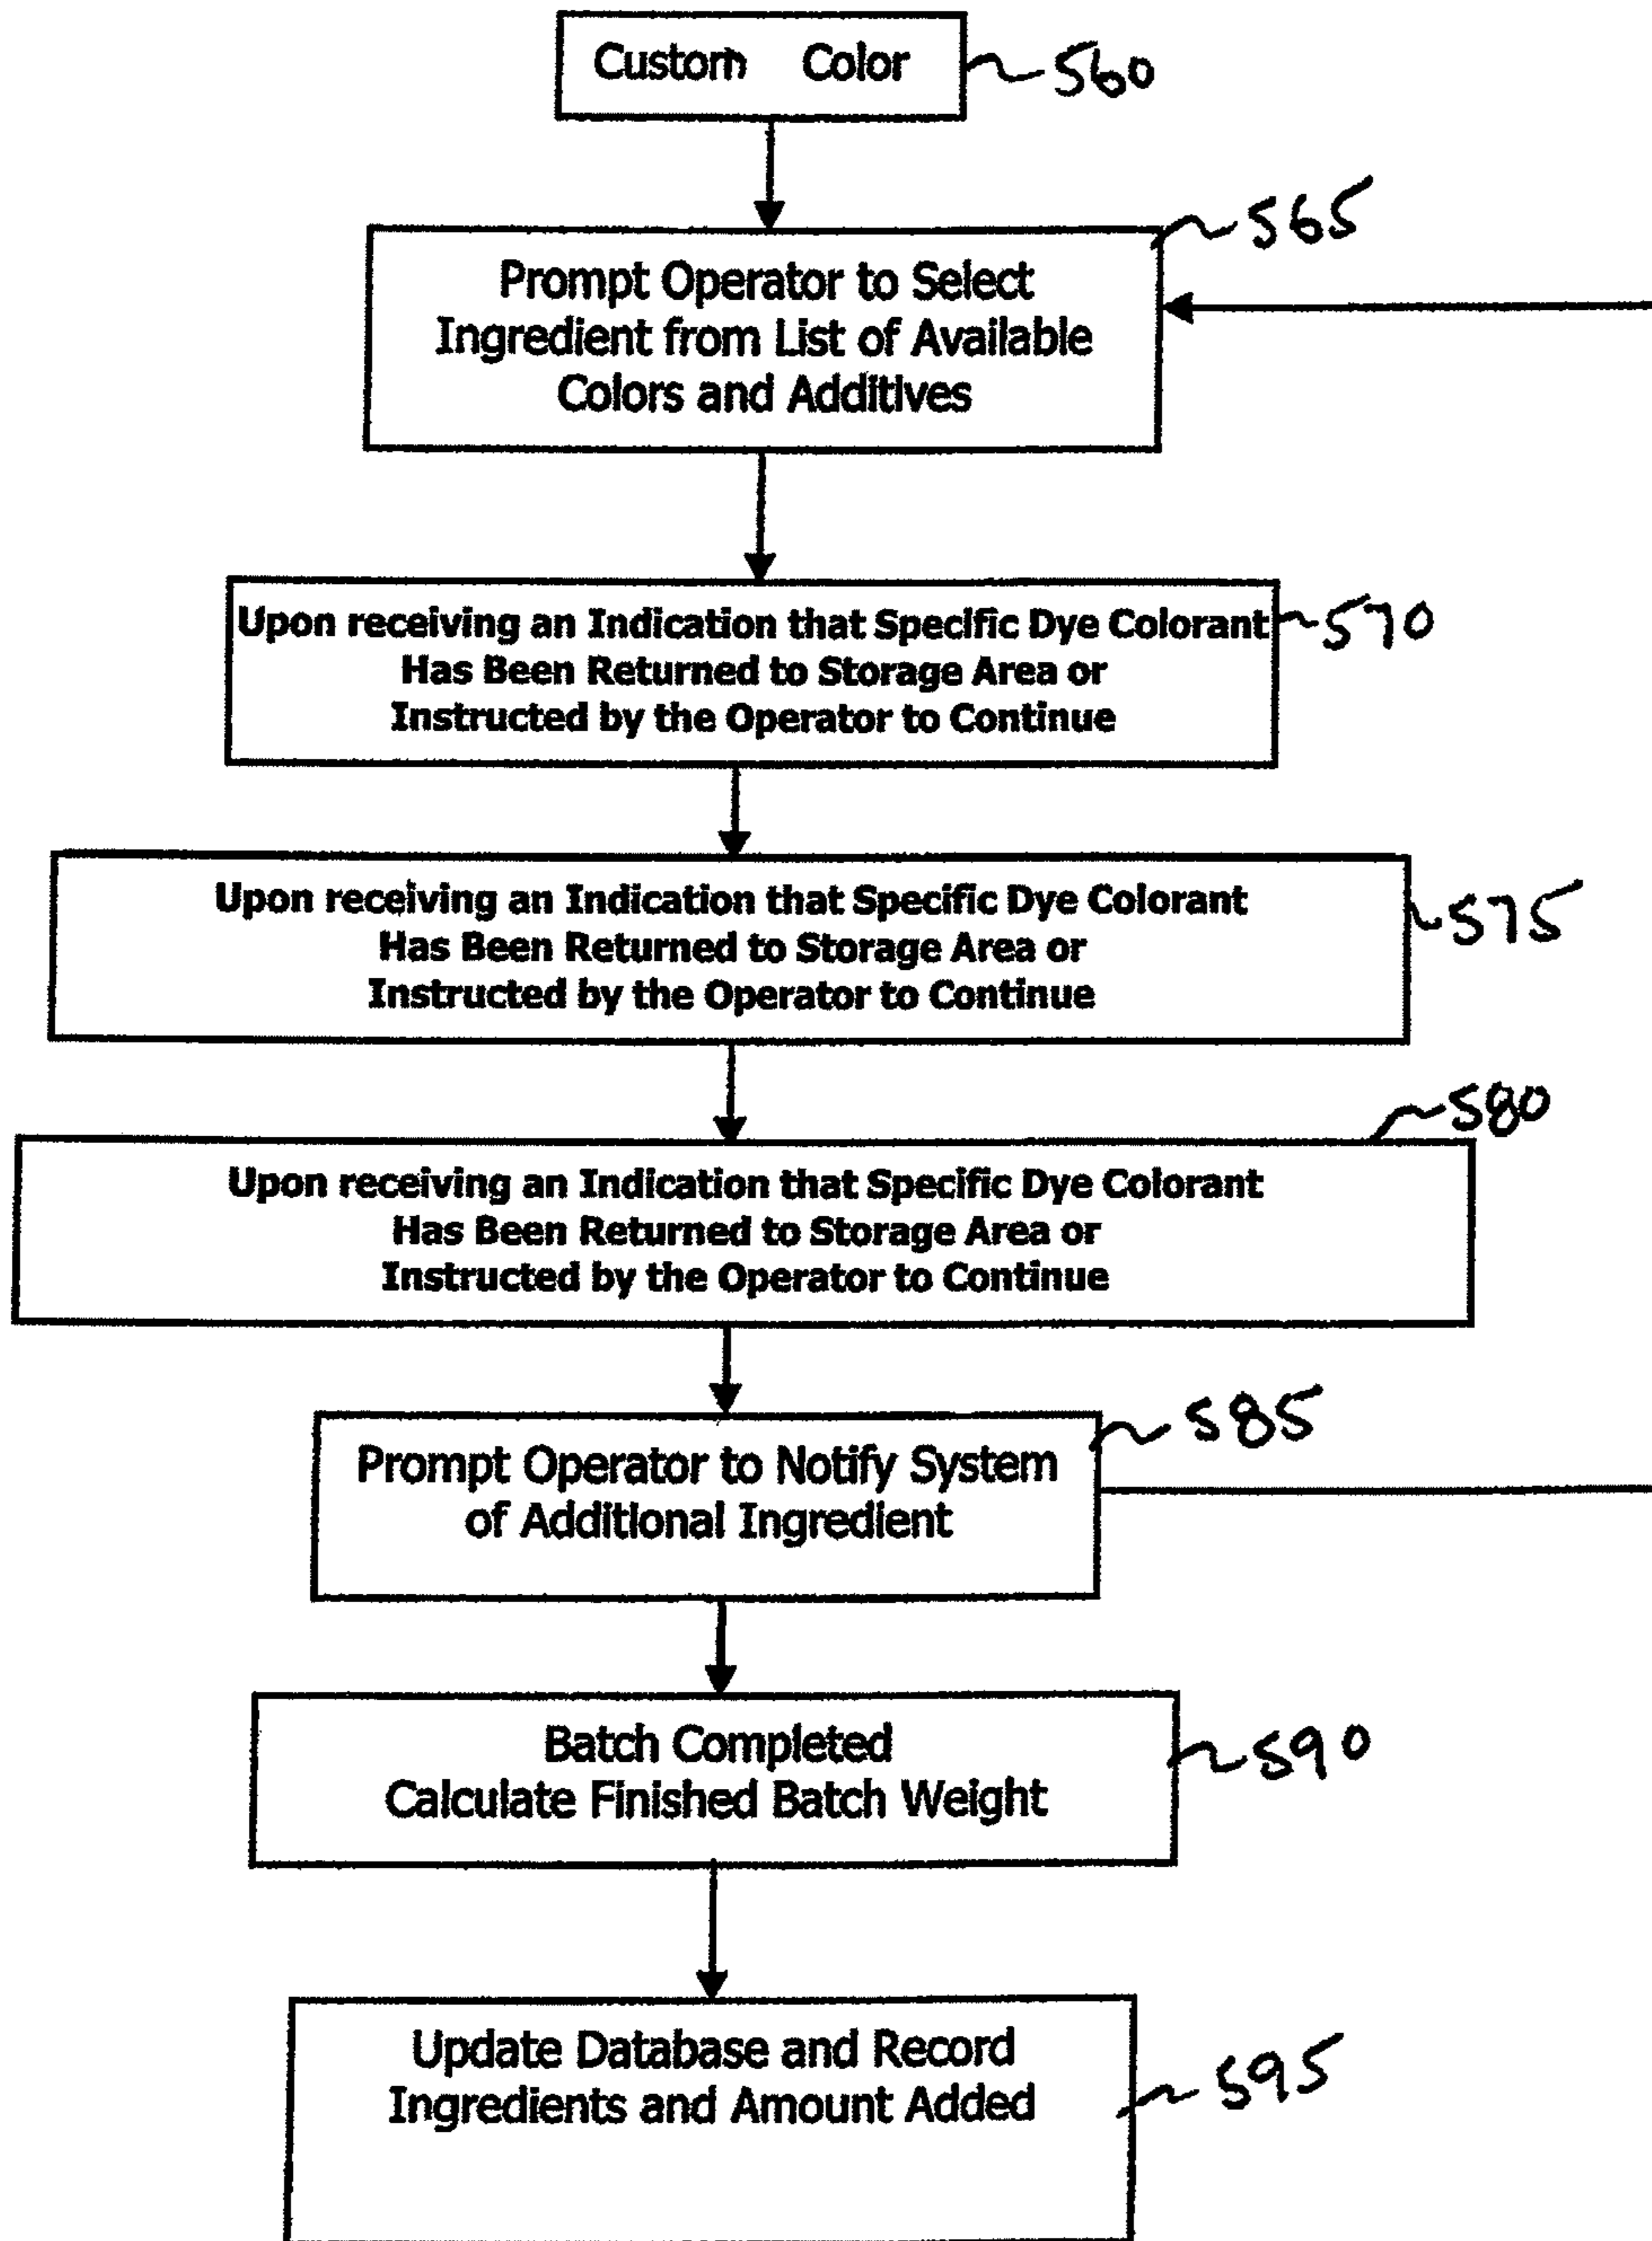 Custom Color
560
565
Prompt Operator to Select
Ingredient from List of Available
Colors and Additives
Upon receiving an Indication that Specific Dye Colorant
Has Been Returned to Storage Area or
Instructed by the Operator to Continue
570
Upon receiving an Indication that Specific Dye Colorant
Has Been Returned to Storage Area or
Instructed by the Operator to Continue
575
580
Upon receiving an Indication that Specific Dye Colorant
Has Been Returned to Storage Area or
Instructed by the Operator to Continue
585
Prompt Operator to Notify System
of Additional Ingredient
Batch Completed
Calculate Finished Batch Weight
590
Update Database and Record
Ingredients and Amount Added
595